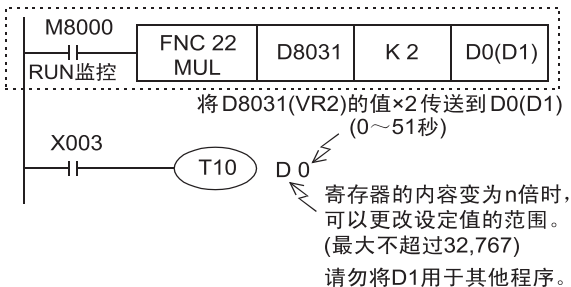 M8000
RUN监控
FNC 22
MUL
D8031
K 2
D0(D1)
将D8031(VR2)的值×2传送到D0(D1)
(0～51秒)
X003
T10
D 0
寄存器的内容变为n倍时，
可以更改设定值的范围。
(最大不超过32,767)
请勿将D1用于其他程序。